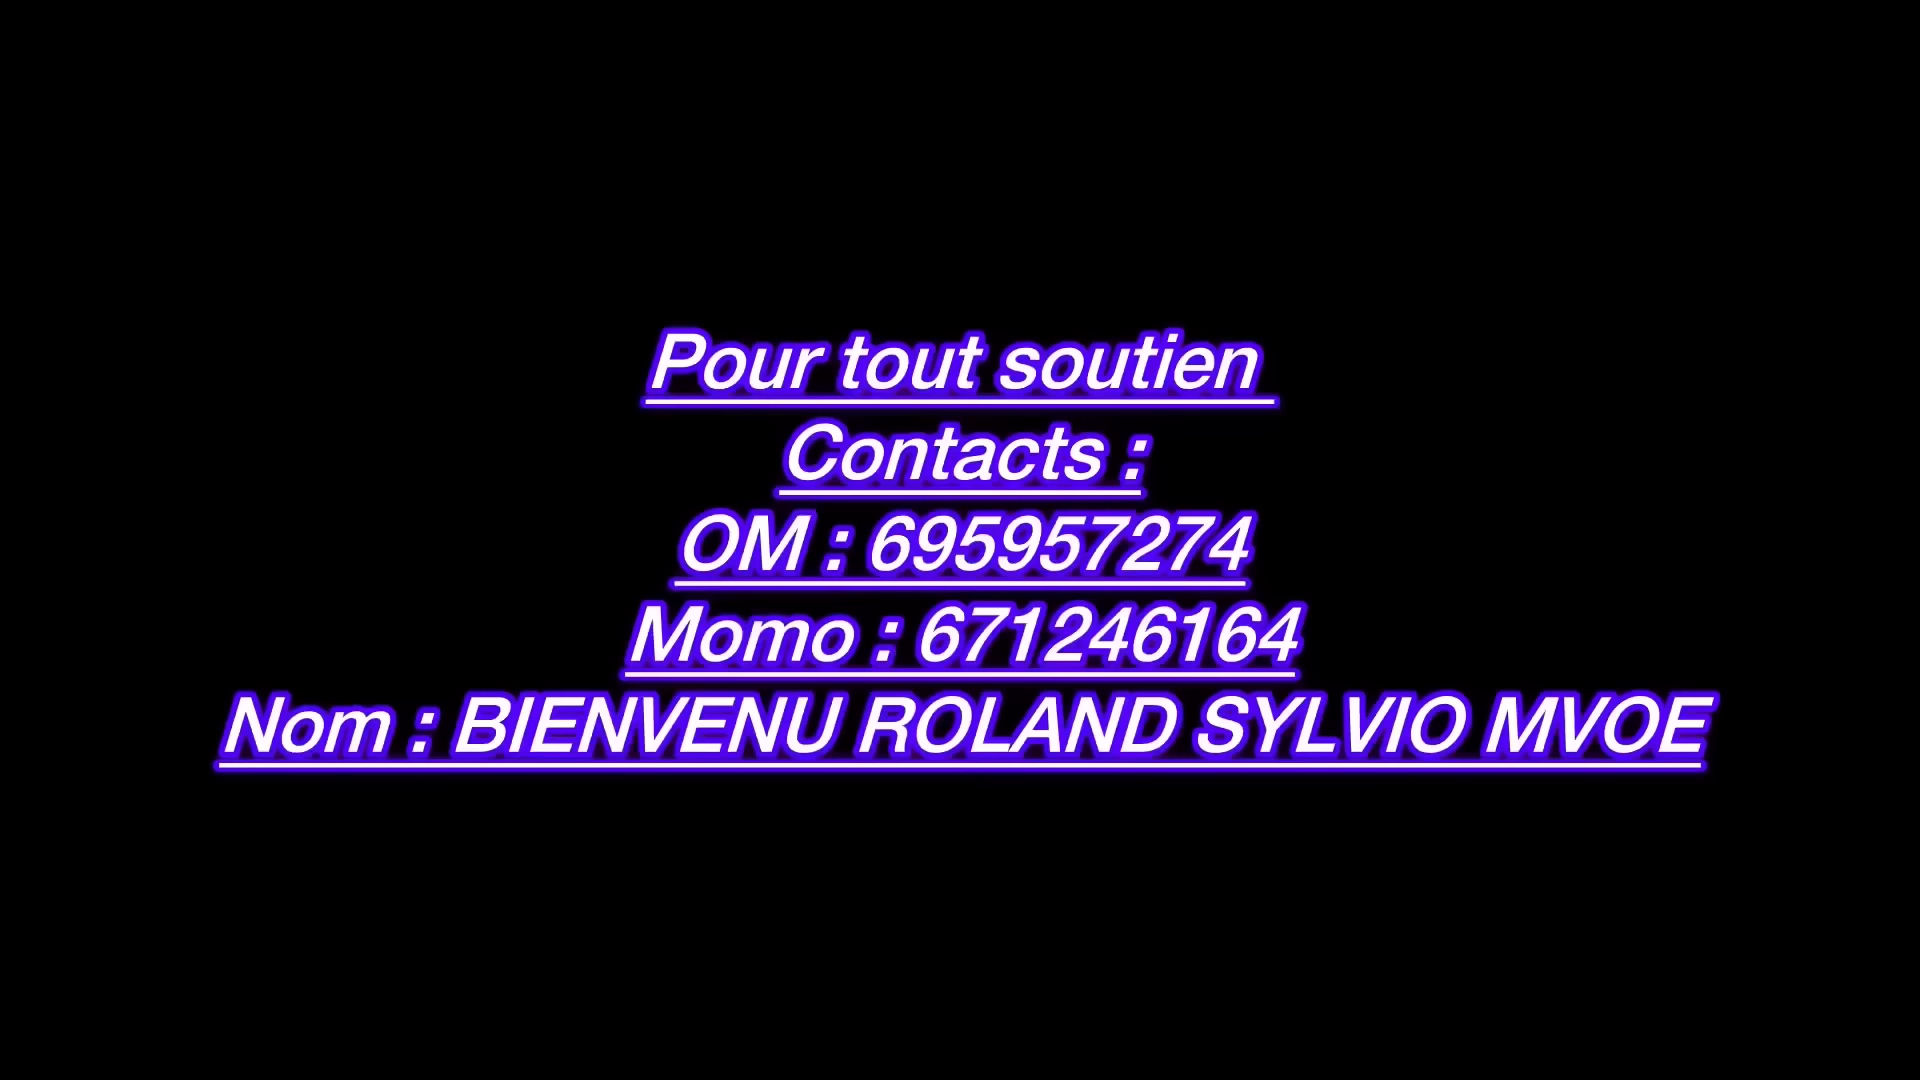 Pour tout soutien
Contacts :
OM : 695957274
Momo : 671246164
Nom : BIENVENU ROLAND SYLVIO MVOE